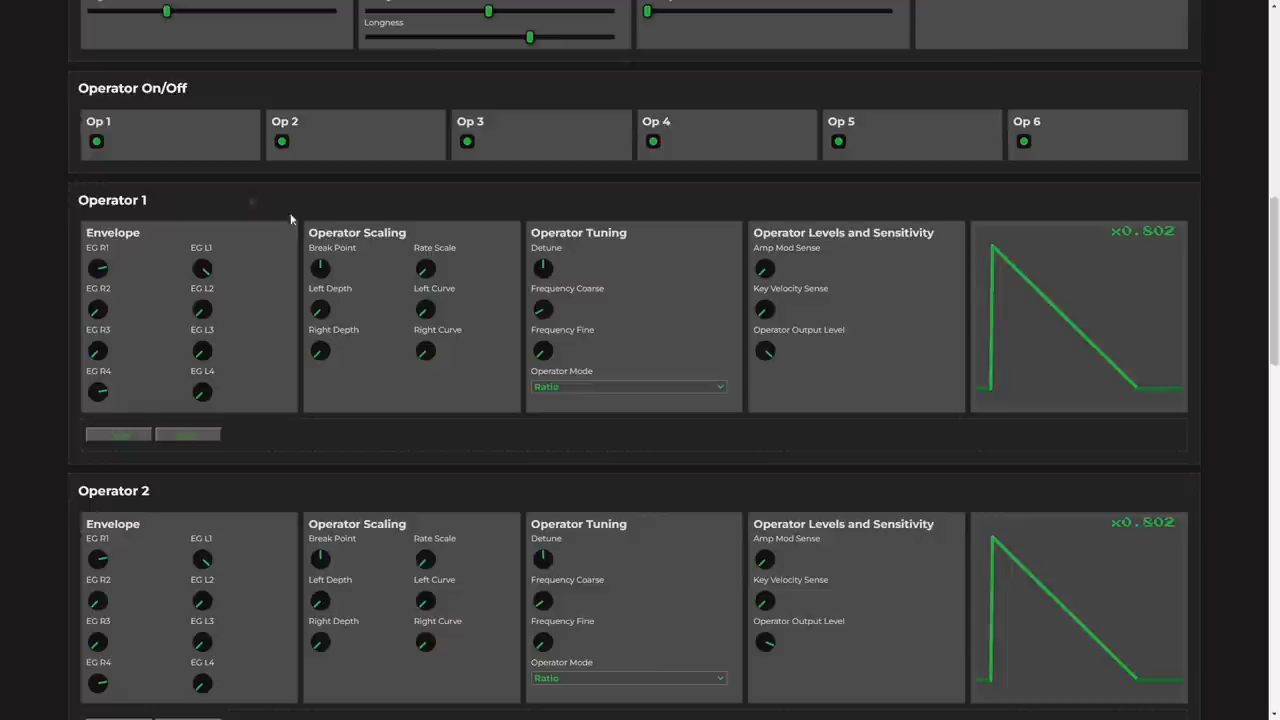 Longness
Operator On/Off
Op 1 Op 2 Op 3 Op 4 Op 5 Op 6
Operator 1
Envelope Operator Scaling Operator Tuning Operator Levels and Sensitivity x0.802
EG R1 EG L1 Break Point Rate Scale Detune Amp Mod Sense
EG R2 EG L2 Left Depth Left Curve Frequency Coarse Key Velocity Sense
EG R3 EG L3 Right Depth Right Curve Frequency Fine Operator Output Level
EG R4 EG L4 Operator Mode
Ratio
Operator 2
Envelope Operator Scaling Operator Tuning Operator Levels and Sensitivity x0.802
EG R1 EG L1 Break Point Rate Scale Detune Amp Mod Sense
EG R2 EG L2 Left Depth Left Curve Frequency Coarse Key Velocity Sense
EG R3 EG L3 Right Depth Right Curve Frequency Fine Operator Output Level
EG R4 EG L4 Operator Mode
Ratio